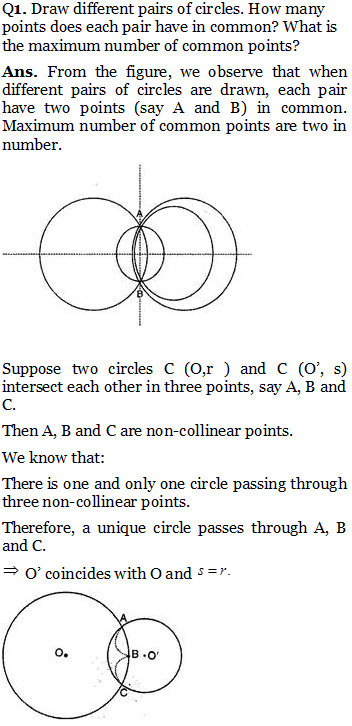 Q1. Draw different pairs of circles. How many
points does each pair have in common? What is
the maximum number of common points?
Ans. From the figure, we observe that when
different pairs of circles are drawn, each pair
have two points (say A and B) in common.
Maximum number of common points are two in
number.
A
B
Suppose two circles C (O,r ) and C (O’, s)
intersect each other in three points, say A, B and
C.
Then A, B and C are non-collinear points.
We know that:
There is one and only one circle passing through
three non-collinear points.
Therefore, a unique circle passes through A, B
and C.
⇒ O’ coincides with O and s = r.
A
O. B .O'
C